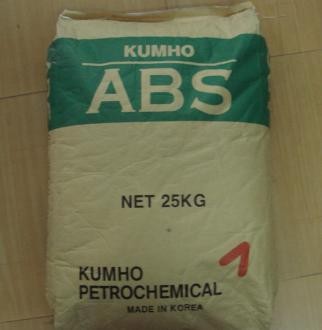 KUMHO
ABS
NET 25KG
KUMHO
PETROCHEMICAL
MADE IN KOREA